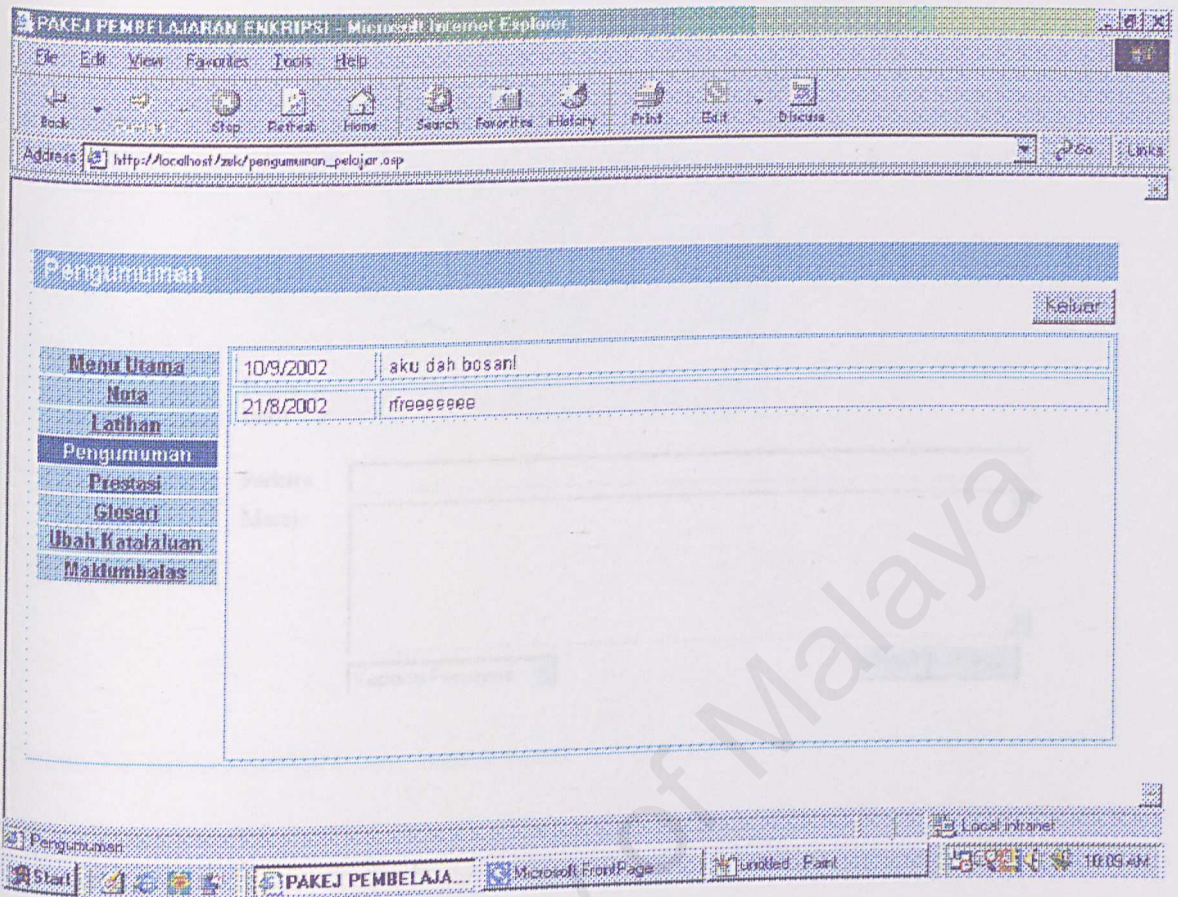 PAKEJ PEMBELAJARAN ENKRIPSI - Microsoft Internet Explorer
File Edit View Favorites Tools Help
Back Stop Refresh Home Search Favorites History Print Edit Discuss
Address http://localhost/zek/pengumuman_pelajar.asp Go Links
Pengumuman
Keluar
Menu Utama
Nota
Latihan
Pengumuman
Prestasi
Glosari
Ubah Katalaluan
Maklumbalas
10/9/2002 aku dah bosan!
21/8/2002 rfreeeeeee
of Malaya
Pengumuman Local intranet
Start PAKEJ PEMBELAJA... Microsoft FrontPage untitled - Paint 10:09 AM